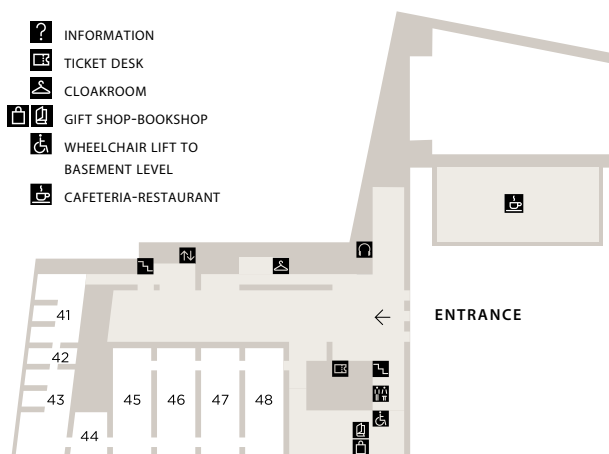 INFORMATION
TICKET DESK
CLOAKROOM
GIFT SHOP-BOOKSHOP
WHEELCHAIR LIFT TO
BASEMENT LEVEL
CAFETERIA-RESTAURANT
ENTRANCE
41
42
43
44
45
46
47
48